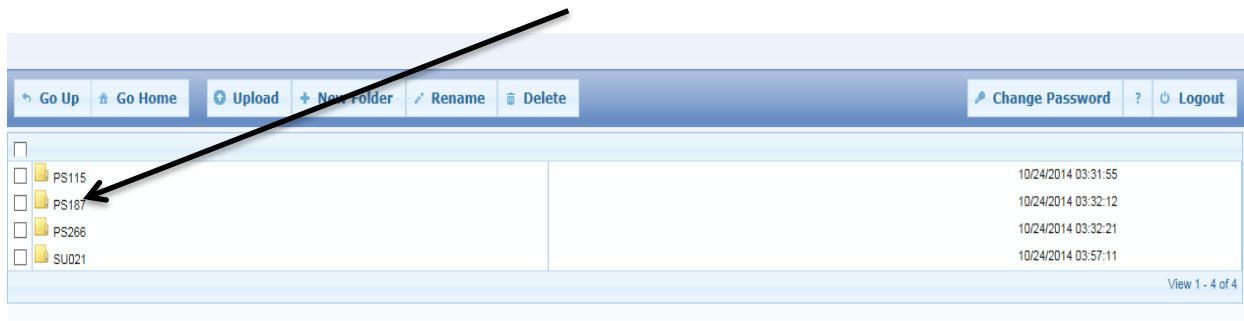 Go Up Go Home Upload New Folder Rename Delete Change Password ? Logout
PS115 10/24/2014 03:31:55
PS187 10/24/2014 03:32:12
PS266 10/24/2014 03:32:21
SU021 10/24/2014 03:57:11
View 1 - 4 of 4